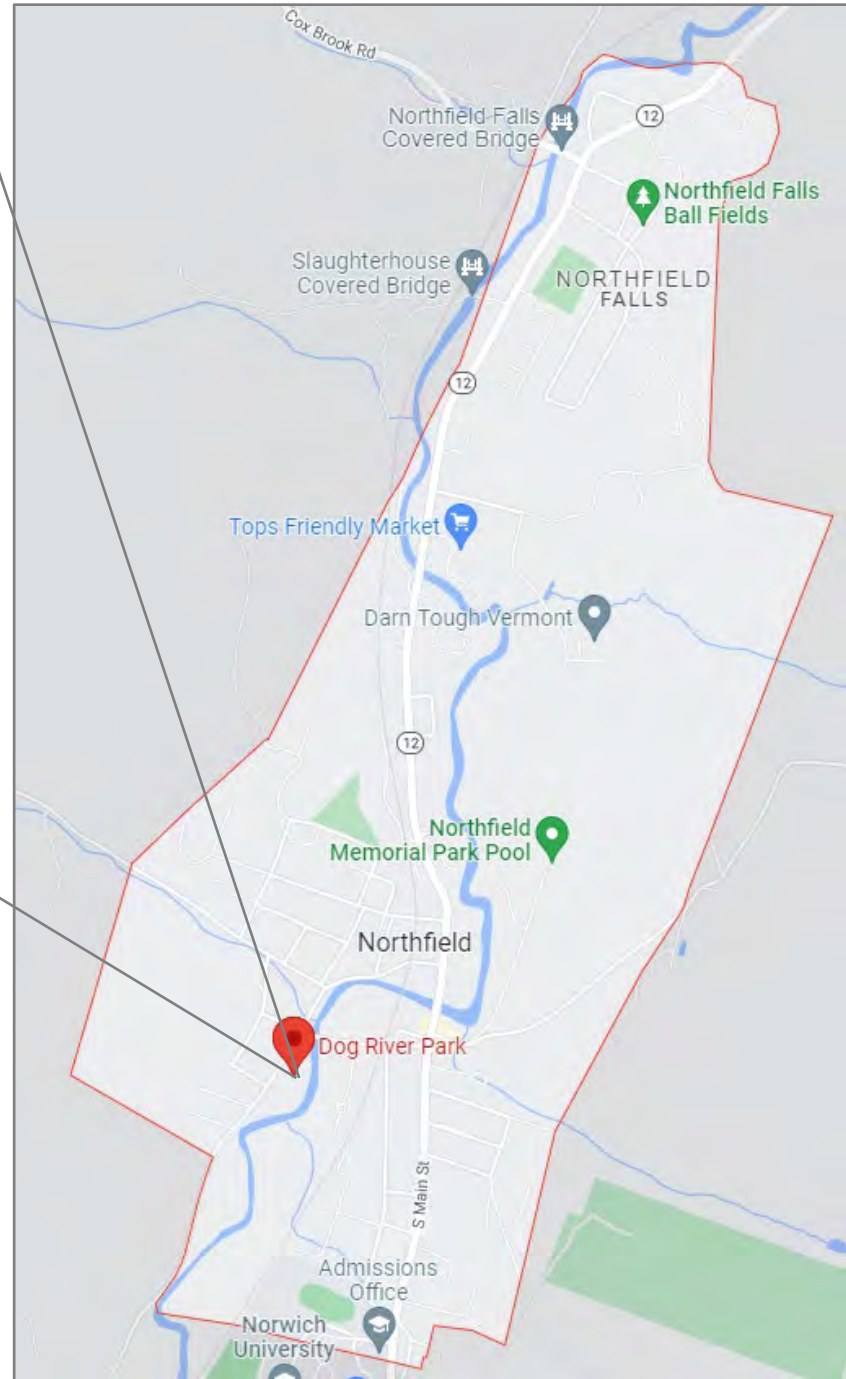 Cox Brook Rd
Northfield Falls
Covered Bridge
12
Northfield Falls
Ball Fields
Slaughterhouse
Covered Bridge
NORTHFIELD
FALLS
12
Tops Friendly Market
Darn Tough Vermont
12
Northfield
Memorial Park Pool
Northfield
Dog River Park
S Main St
Admissions
Office
Norwich
University